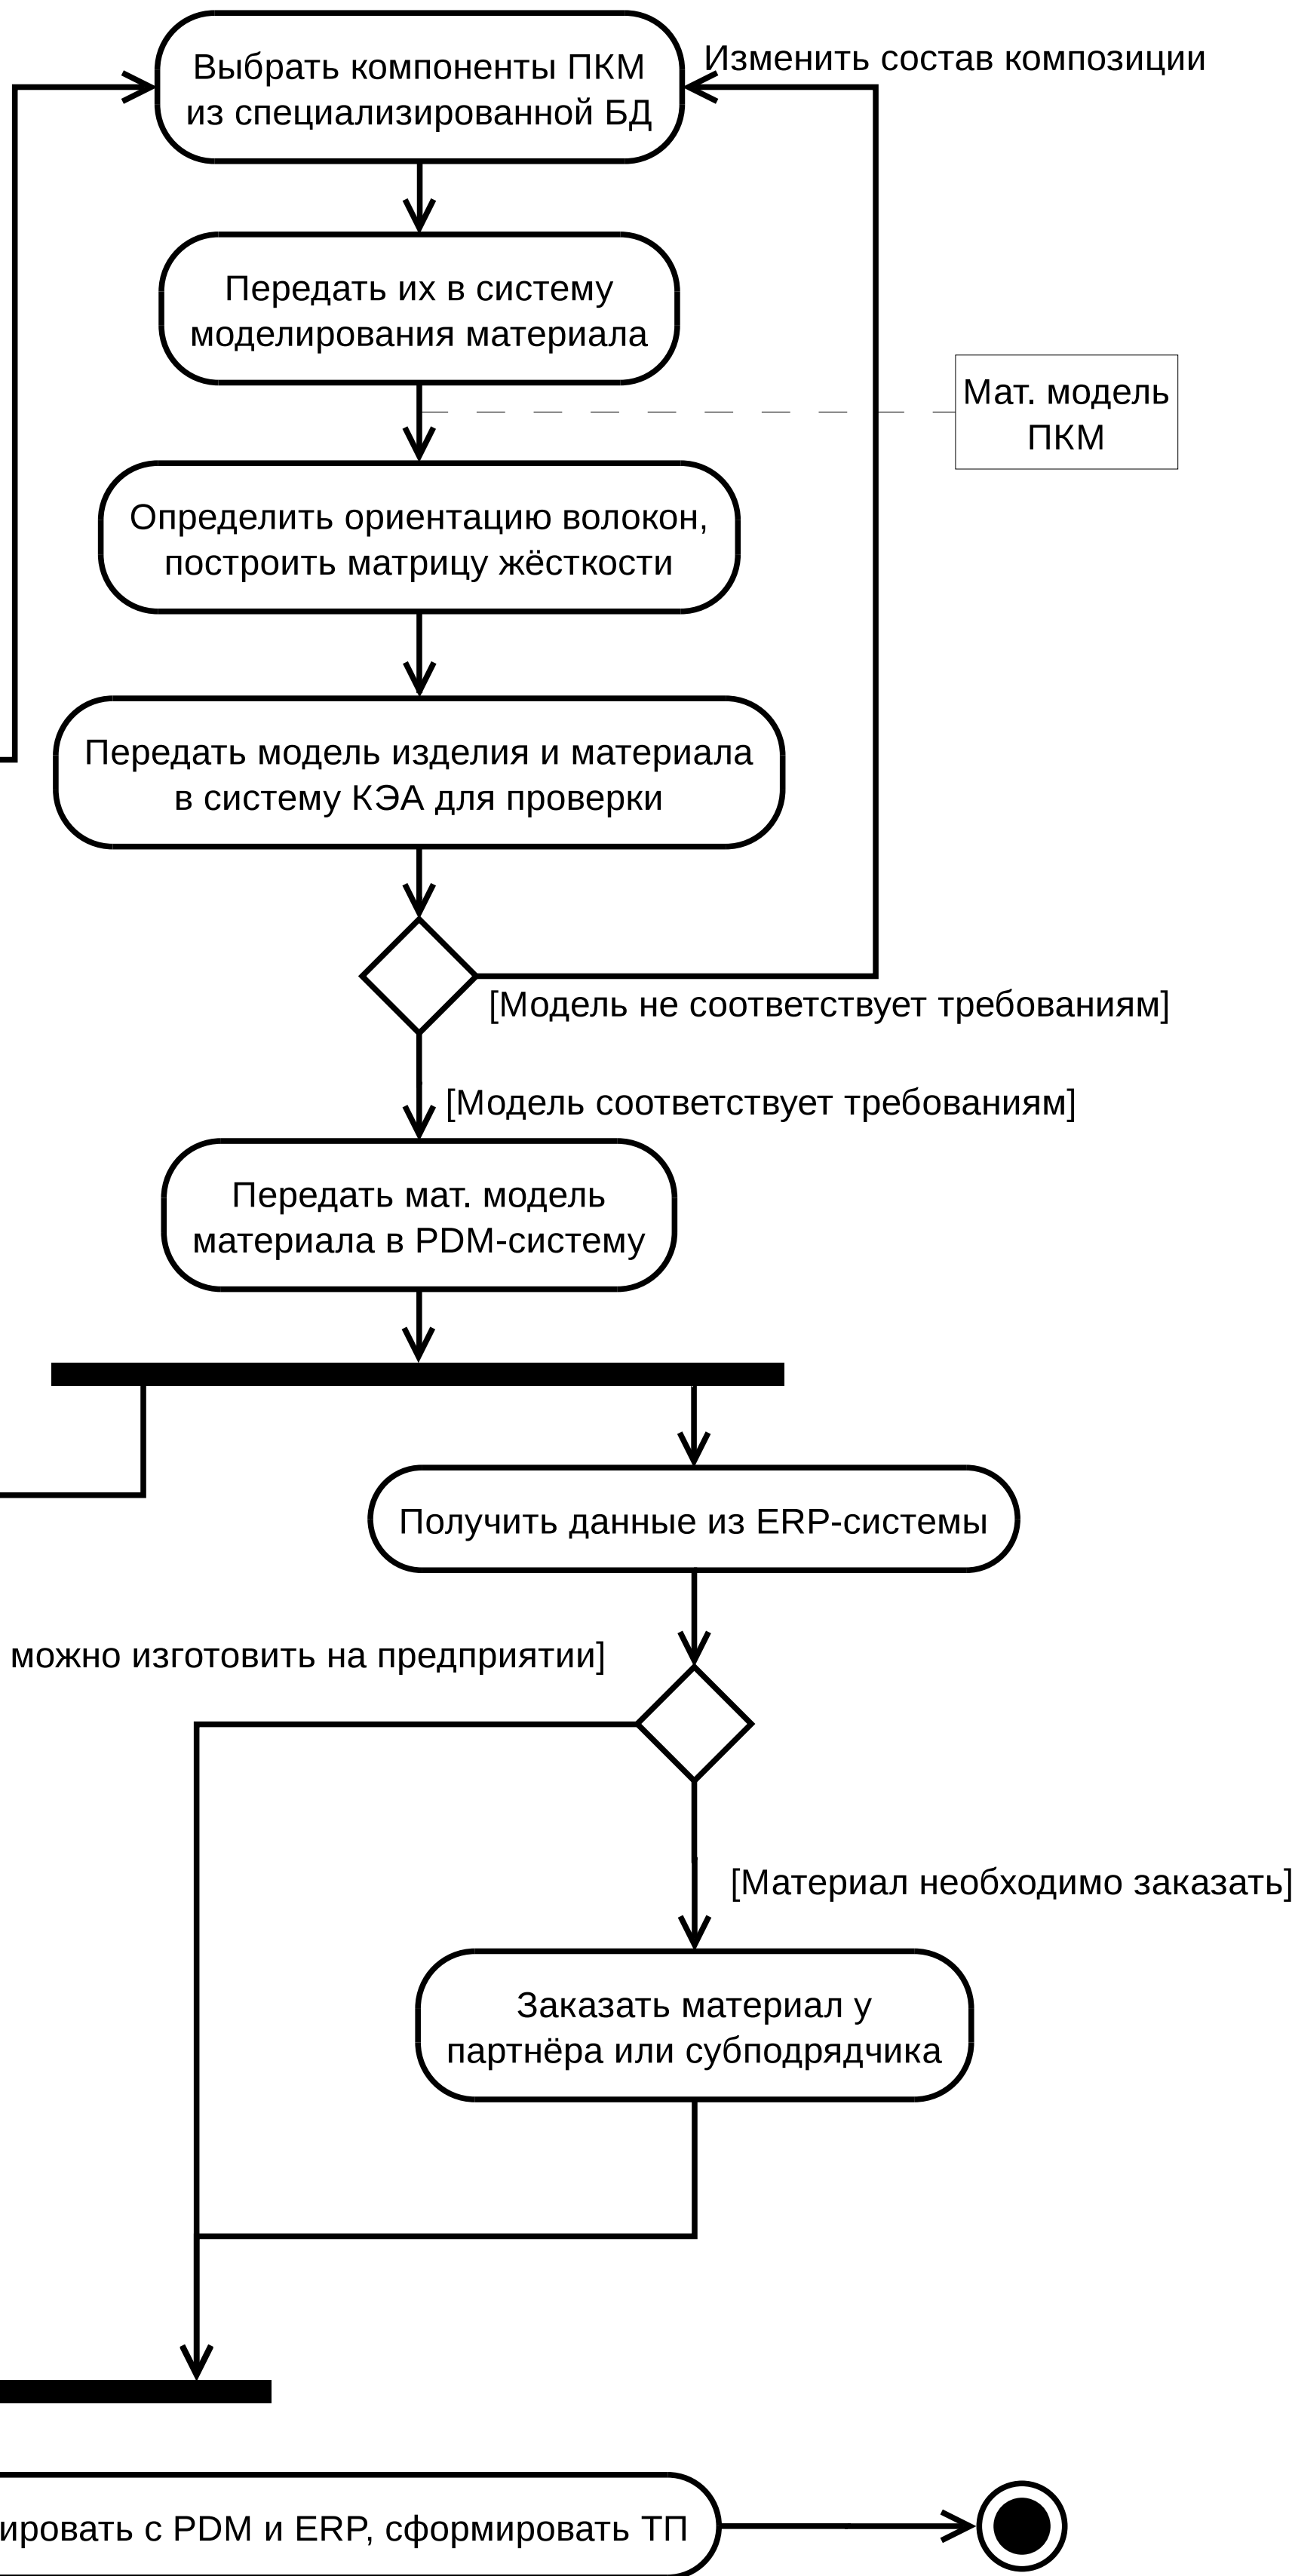 Изменить состав композиции
Выбрать компоненты ПКМ
из специализированной БД
Передать их в систему
моделирования материала
Мат. модель
ПКМ
Определить ориентацию волокон,
построить матрицу жёсткости
Передать модель изделия и материала
в систему КЭА для проверки
[Модель не соответствует требованиям]
[Модель соответствует требованиям]
Передать мат. модель
материала в PDM-систему
Получить данные из ERP-системы
можно изготовить на предприятии]
[Материал необходимо заказать]
Заказать материал у
партнёра или субподрядчика
ировать с PDM и ERP, сформировать ТП